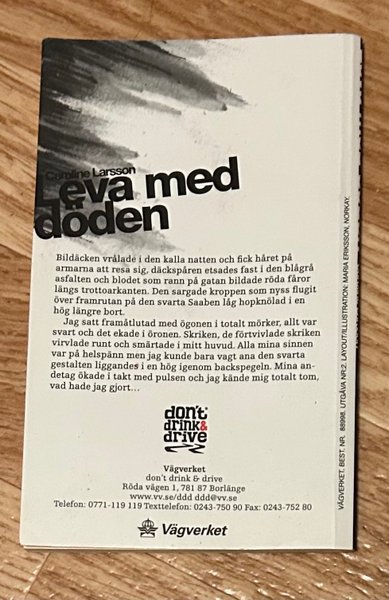 Caroline Larsson
Leva med
döden
Bildäcken vrålade i den kalla natten och fick håret på
armarna att resa sig, däckspåren etsades fast i den blågrå
asfalten och blodet som rann på gatan bildade röda fåror
längs trottoarkanten. Den sargade kroppen som nyss flugit
över framrutan på den svarta Saaben låg hopknölad i en
hög längre bort.
Jag satt framåtlutad med ögonen i totalt mörker, allt var
svart och det ekade i öronen. Skriken, de förtvivlade skriken
virvlade runt och smärtade i mitt huvud. Alla mina sinnen
var på helspänn men jag kunde bara vagt ana den svarta
gestalten liggandes i en hög igenom backspegeln. Mina an-
detag ökade i takt med pulsen och jag kände mig totalt tom,
vad hade jag gjort...
don't
drink&
drive
Vägverket
don't drink & drive
Röda vägen 1, 781 87 Borlänge
www.vv.se/ddd ddd@vv.se
Telefon: 0771-119 119 Texttelefon: 0243-750 90 Fax: 0243-752 80
Vägverket
VÄGVERKET. BEST. NR. 88998. UTGÅVA NR:2. LAYOUT/ILLUSTRATION: MARIA ERIKSSON, NORKAY.